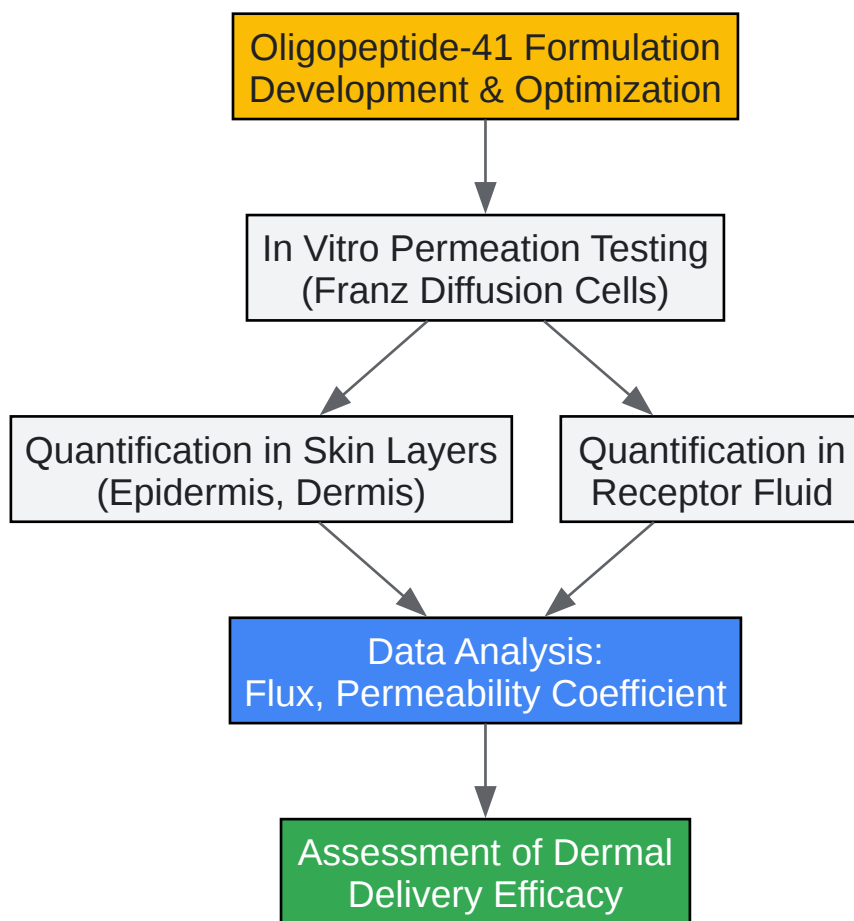 Oligopeptide-41 Formulation
Development & Optimization
In Vitro Permeation Testing
(Franz Diffusion Cells)
Quantification in Skin Layers
(Epidermis, Dermis)
Quantification in
Receptor Fluid
Data Analysis:
Flux, Permeability Coefficient
Assessment of Dermal
Delivery Efficacy